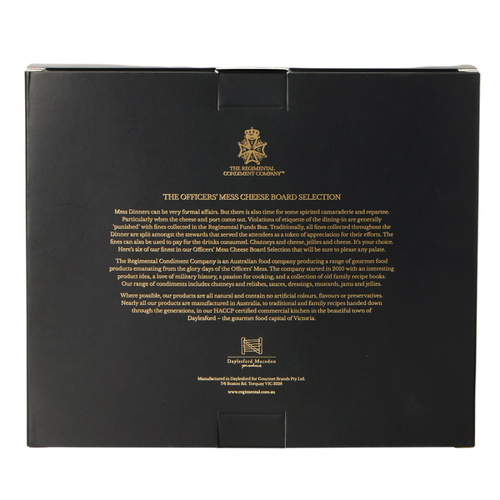 THE REGIMENTAL
CONDIMENT COMPANY™
THE OFFICERS' MESS CHEESE BOARD SELECTION
Mess Dinners can be very formal affair. But there is also time for some spirited camaraderie and repartee.
Particularly when the cheese and port come out. Violations of etiquette of the dining-in are generally
'punished' with fines collected in the Regimental Funds Box. Traditionally, all fines collected throughout the
Dinner are split amongst the stewards that served the attendees as a token of appreciation for their efforts. The
fines can also be used to pay for the drinks consumed. Chutneys and cheese, jellies and cheese. It's your choice.
Here's six of our finest in our Officers' Mess Cheese Board Selection that will be sure to please any palate.
The Regimental Condiment Company is an Australian food company producing a range of gourmet food
products emanating from the glory days of the Officers' Mess. The company started in 2010 with an interesting
product idea, a love of military history, a passion for cooking, and a collection of old family recipe books.
Our range of condiments includes chutneys and relishes, sauces, dressings, mustards, jams and jellies.
Where possible, our products are all natural and contain no artificial colours, flavours or preservatives.
Nearly all our products are manufactured in Australia, to traditional and family recipes handed down
through the generations, in our HACCP certified commercial kitchen in the beautiful town of
Daylesford – the gourmet food capital of Victoria.
Daylesford Macedon
produce
Manufactured in Daylesford for Gourmet Brands Pty Ltd.
7/6 Boston Rd, Torquay VIC 3228
www.regimental.com.au